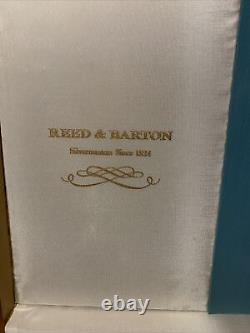 REED & BARTON
Silversmiths Since 1824